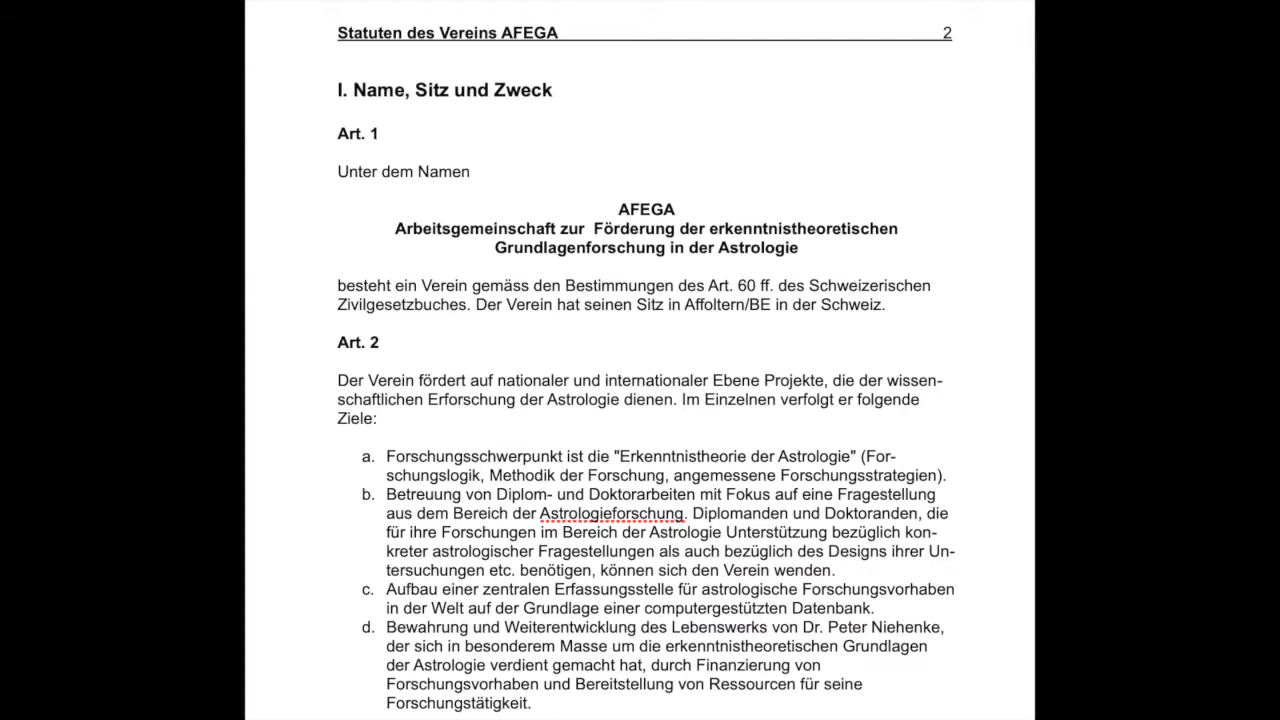 Statuten des Vereins AFEGA 2
I. Name, Sitz und Zweck
Art. 1
Unter dem Namen
AFEGA
Arbeitsgemeinschaft zur Förderung der erkenntnistheoretischen
Grundlagenforschung in der Astrologie
besteht ein Verein gemäss den Bestimmungen des Art. 60 ff. des Schweizerischen
Zivilgesetzbuches. Der Verein hat seinen Sitz in Affoltern/BE in der Schweiz.
Art. 2
Der Verein fördert auf nationaler und internationaler Ebene Projekte, die der wissen-
schaftlichen Erforschung der Astrologie dienen. Im Einzelnen verfolgt er folgende
Ziele:
a. Forschungsschwerpunkt ist die "Erkenntnistheorie der Astrologie" (For-
schungslogik, Methodik der Forschung, angemessene Forschungsstrategien).
b. Betreuung von Diplom- und Doktorarbeiten mit Fokus auf eine Fragestellung
aus dem Bereich der Astrologieforschung. Diplomanden und Doktoranden, die
für ihre Forschungen im Bereich der Astrologie Unterstützung bezüglich kon-
kreter astrologischer Fragestellungen als auch bezüglich des Designs ihrer Un-
tersuchungen etc. benötigen, können sich den Verein wenden.
c. Aufbau einer zentralen Erfassungsstelle für astrologische Forschungsvorhaben
in der Welt auf der Grundlage einer computergestützten Datenbank.
d. Bewahrung und Weiterentwicklung des Lebenswerks von Dr. Peter Niehenke,
der sich in besonderem Masse um die erkenntnistheoretischen Grundlagen
der Astrologie verdient gemacht hat, durch Finanzierung von
Forschungsvorhaben und Bereitstellung von Ressourcen für seine
Forschungstätigkeit.